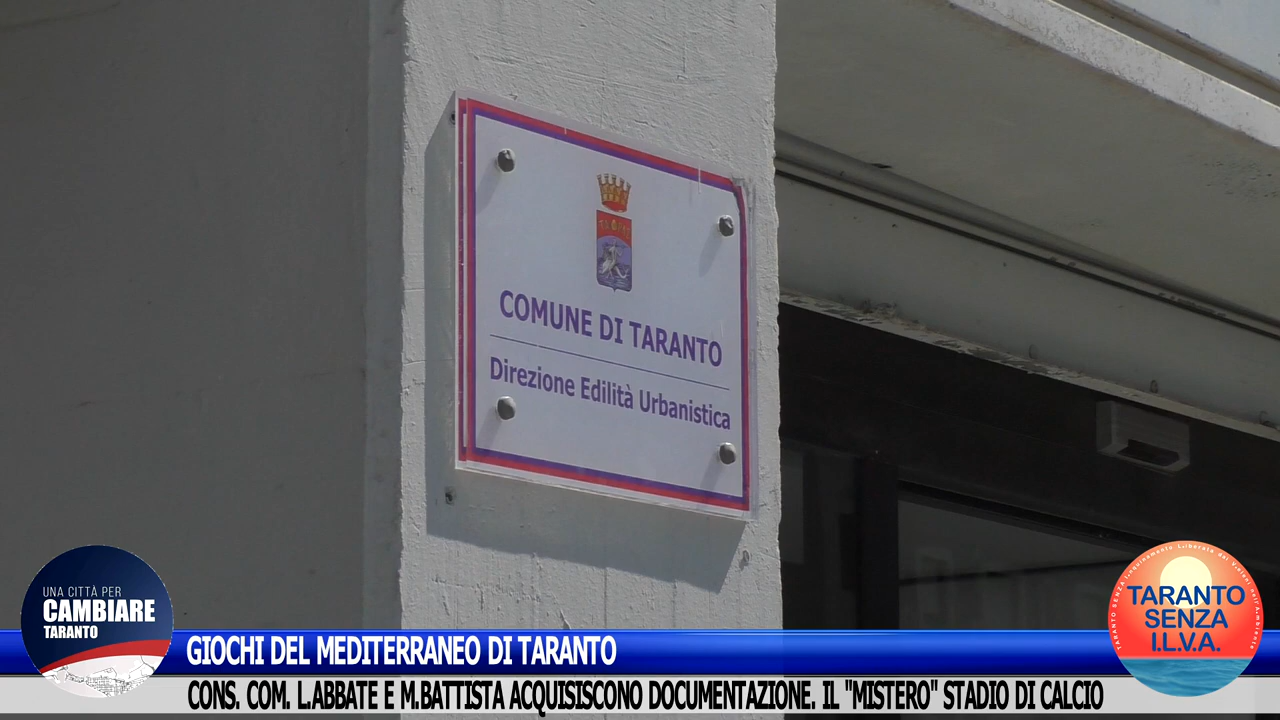 COMUNE DI TARANTO
Direzione Edilità Urbanistica
UNA CITTÀ PER
CAMBIARE
TARANTO
TARANTO
SENZA
I.L.V.A.
GIOCHI DEL MEDITERRANEO DI TARANTO
CONS. COM. L.ABBATE E M.BATTISTA ACQUISISCONO DOCUMENTAZIONE. IL "MISTERO" STADIO DI CALCIO